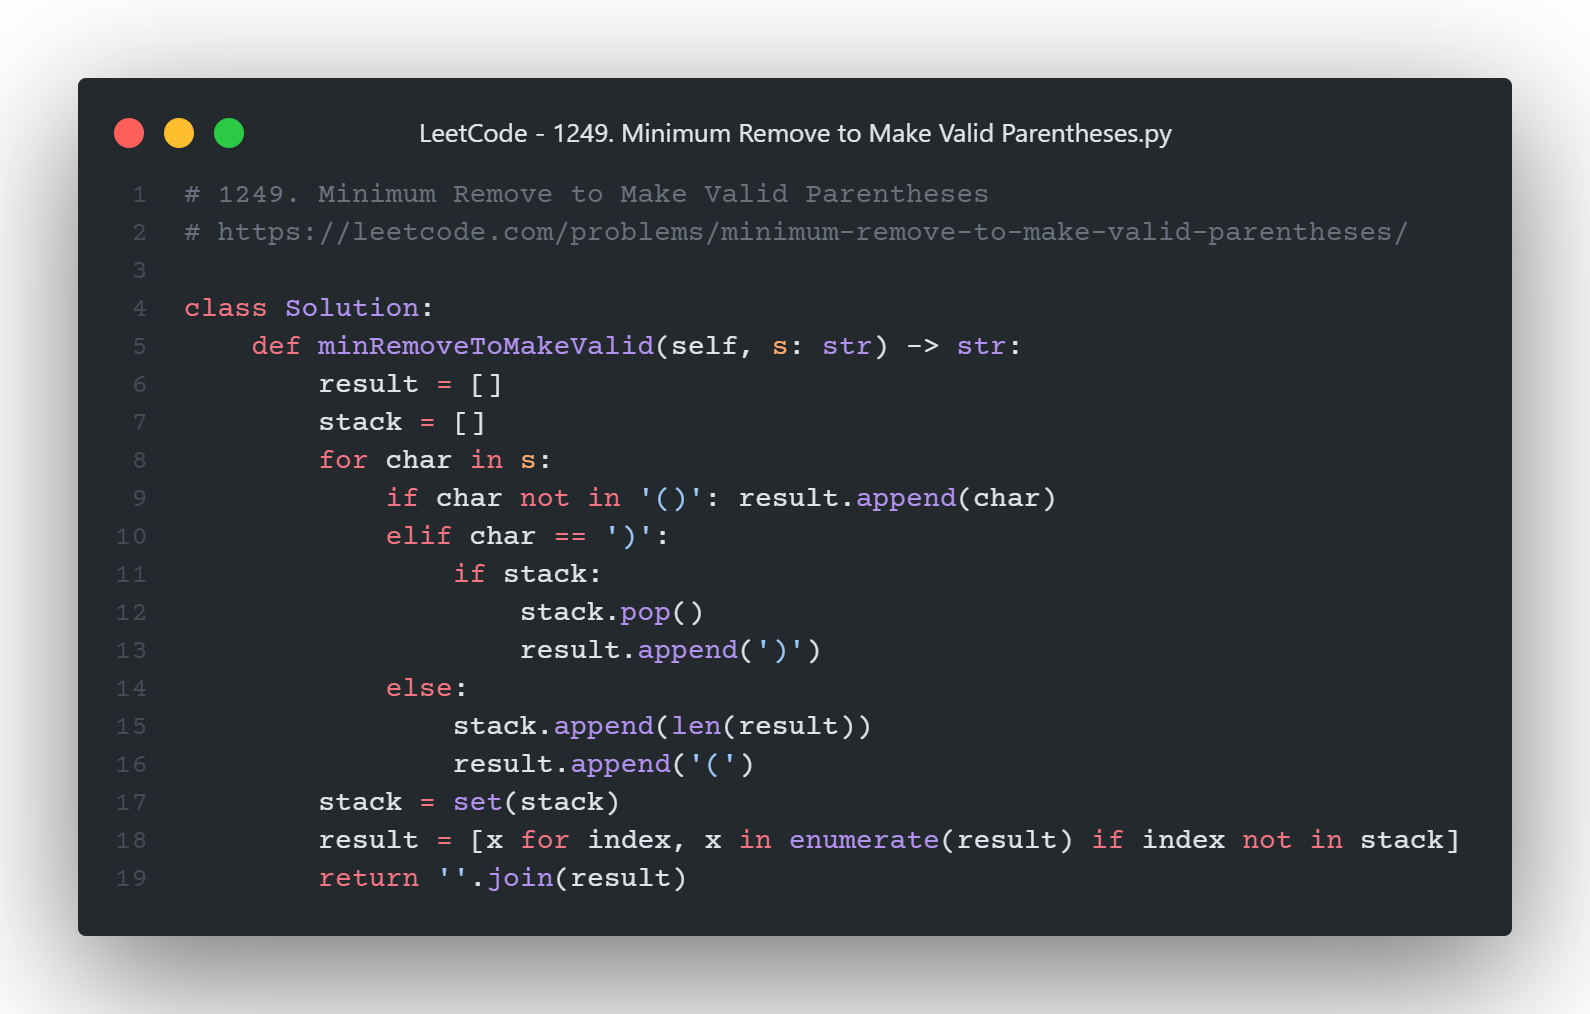 LeetCode - 1249. Minimum Remove to Make Valid Parentheses.py
1 # 1249. Minimum Remove to Make Valid Parentheses
2 # https://leetcode.com/problems/minimum-remove-to-make-valid-parentheses/
3
4 class Solution:
5     def minRemoveToMakeValid(self, s: str) -> str:
6         result = []
7         stack = []
8         for char in s:
9             if char not in '()': result.append(char)
10             elif char == ')':
11                 if stack:
12                     stack.pop()
13                     result.append(')')
14             else:
15                 stack.append(len(result))
16                 result.append('(')
17         stack = set(stack)
18         result = [x for index, x in enumerate(result) if index not in stack]
19         return ''.join(result)